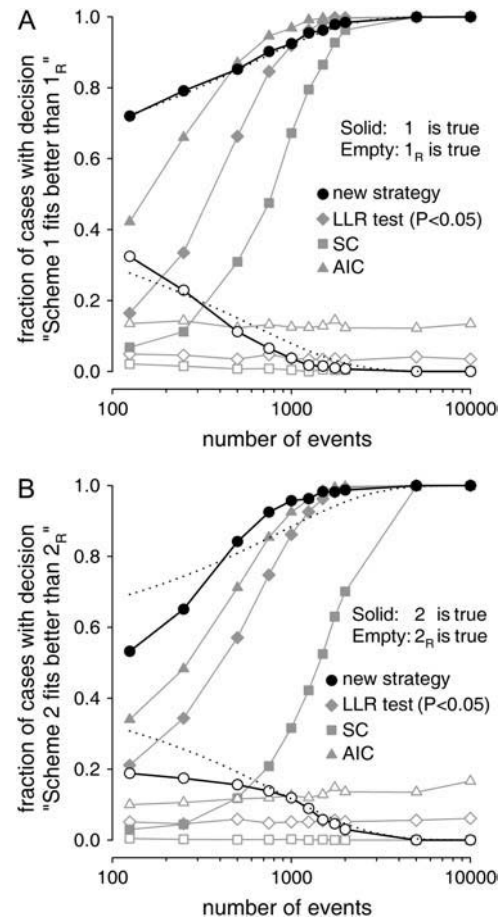 A
fraction of cases with decision
"Scheme 1 fits better than 1R"
1.0
0.8
0.6
0.4
0.2
0.0
Solid: 1 is true
Empty: 1R is true
new strategy
LLR test (P<0.05)
SC
AIC
100
1000
10000
number of events
B
fraction of cases with decision
"Scheme 2 fits better than 2R"
1.0
0.8
0.6
0.4
0.2
0.0
Solid: 2 is true
Empty: 2R is true
new strategy
LLR test (P<0.05)
SC
AIC
100
1000
10000
number of events